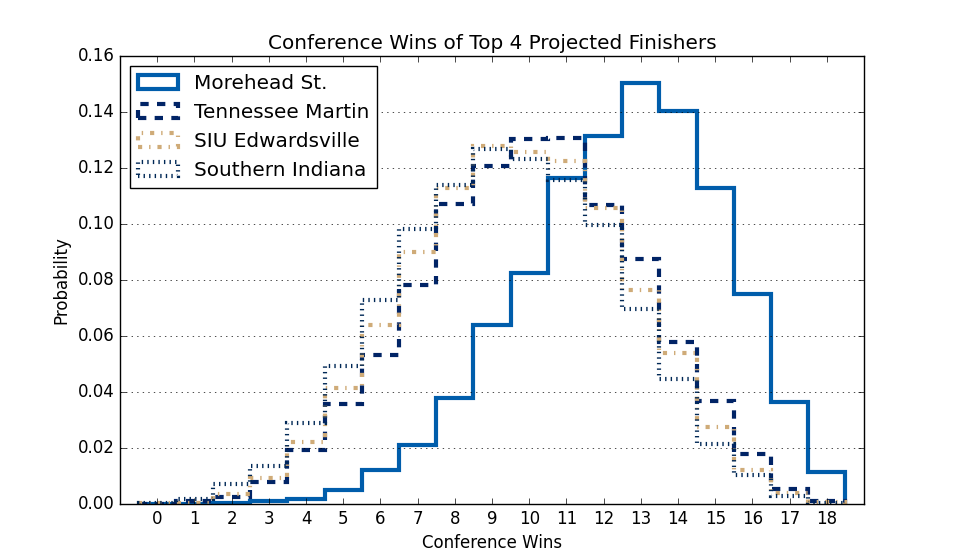 Conference Wins of Top 4 Projected Finishers
0.16
0.14
0.12
0.10
0.08
0.06
0.04
0.02
0.00
Probability
Morehead St.
Tennessee Martin
SIU Edwardsville
Southern Indiana
0 1 2 3 4 5 6 7 8 9 10 11 12 13 14 15 16 17 18
Conference Wins